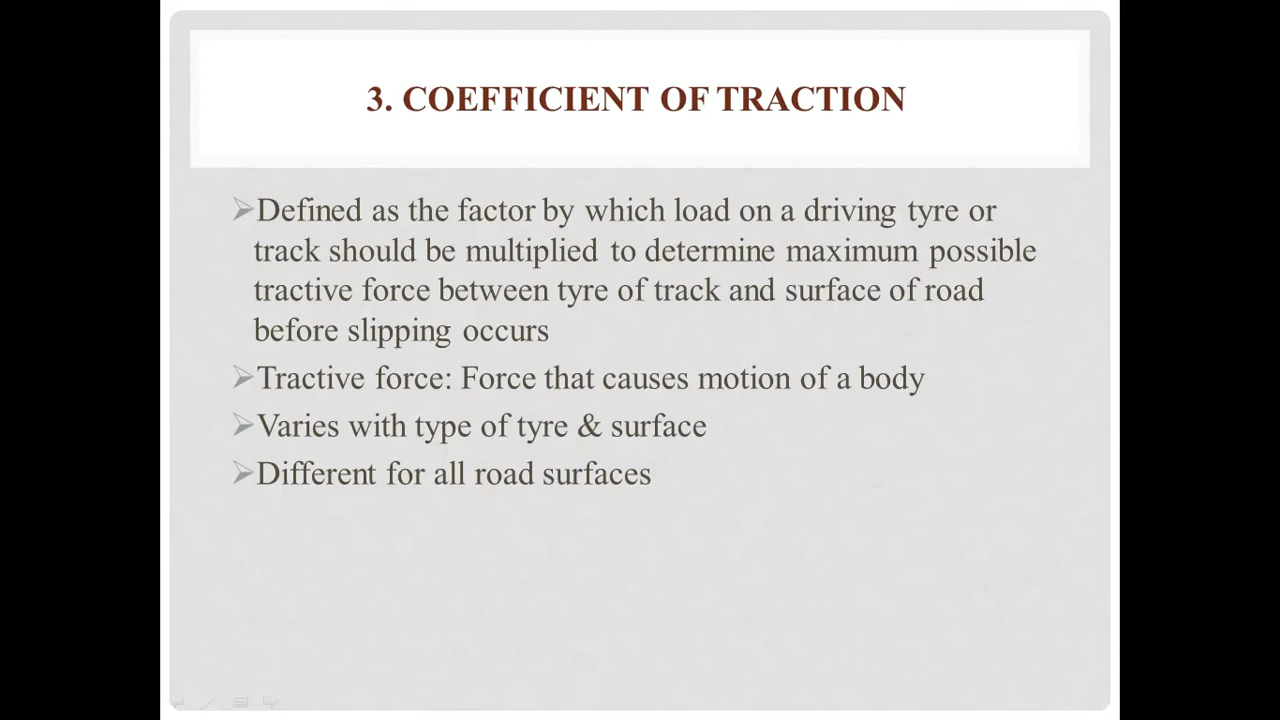 3. COEFFICIENT OF TRACTION
Defined as the factor by which load on a driving tyre or
track should be multiplied to determine maximum possible
tractive force between tyre of track and surface of road
before slipping occurs
Tractive force: Force that causes motion of a body
Varies with type of tyre & surface
Different for all road surfaces